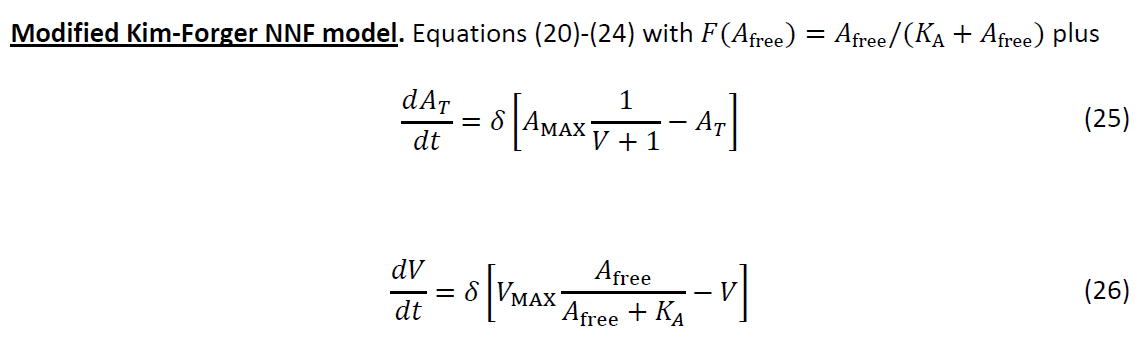 Modified Kim-Forger NNF model. Equations (20)-(24) with F(A_free) = A_free/(K_A + A_free) plus
dA_T/dt = δ[A_MAX 1/(V + 1) − A_T] (25)
dV/dt = δ[V_MAX A_free/(A_free + K_A) − V] (26)